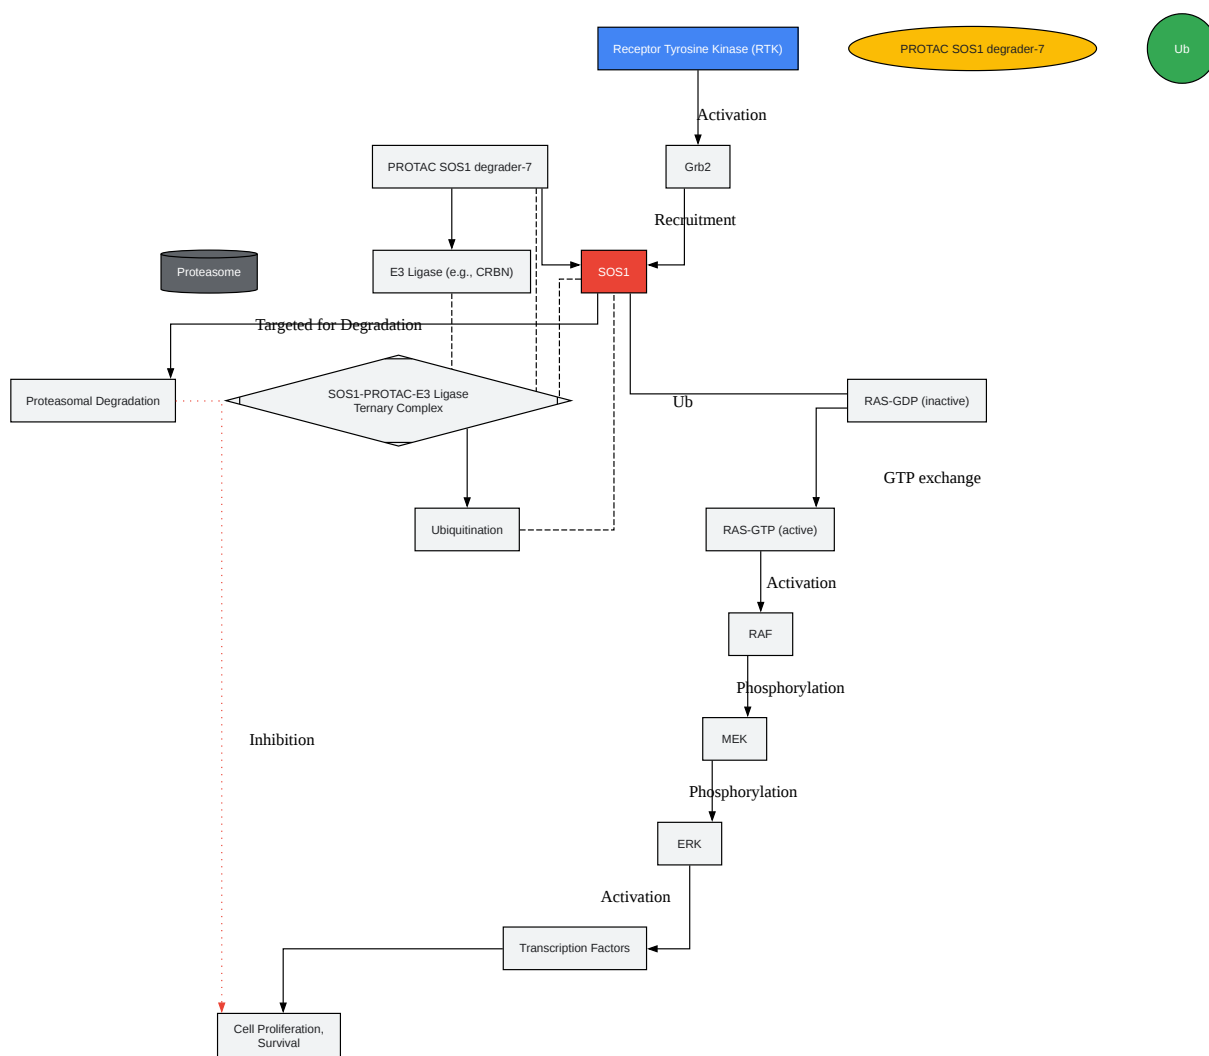 Receptor Tyrosine Kinase (RTK)
PROTAC SOS1 degrader-7
Ub
Activation
PROTAC SOS1 degrader-7
Grb2
Recruitment
Proteasome
E3 Ligase (e.g., CRBN)
SOS1
Targeted for Degradation
Proteasomal Degradation
SOS1-PROTAC-E3 Ligase
Ternary Complex
Ub
RAS-GDP (inactive)
GTP exchange
Ubiquitination
RAS-GTP (active)
Activation
RAF
Phosphorylation
Inhibition
MEK
Phosphorylation
ERK
Activation
Transcription Factors
Cell Proliferation,
Survival